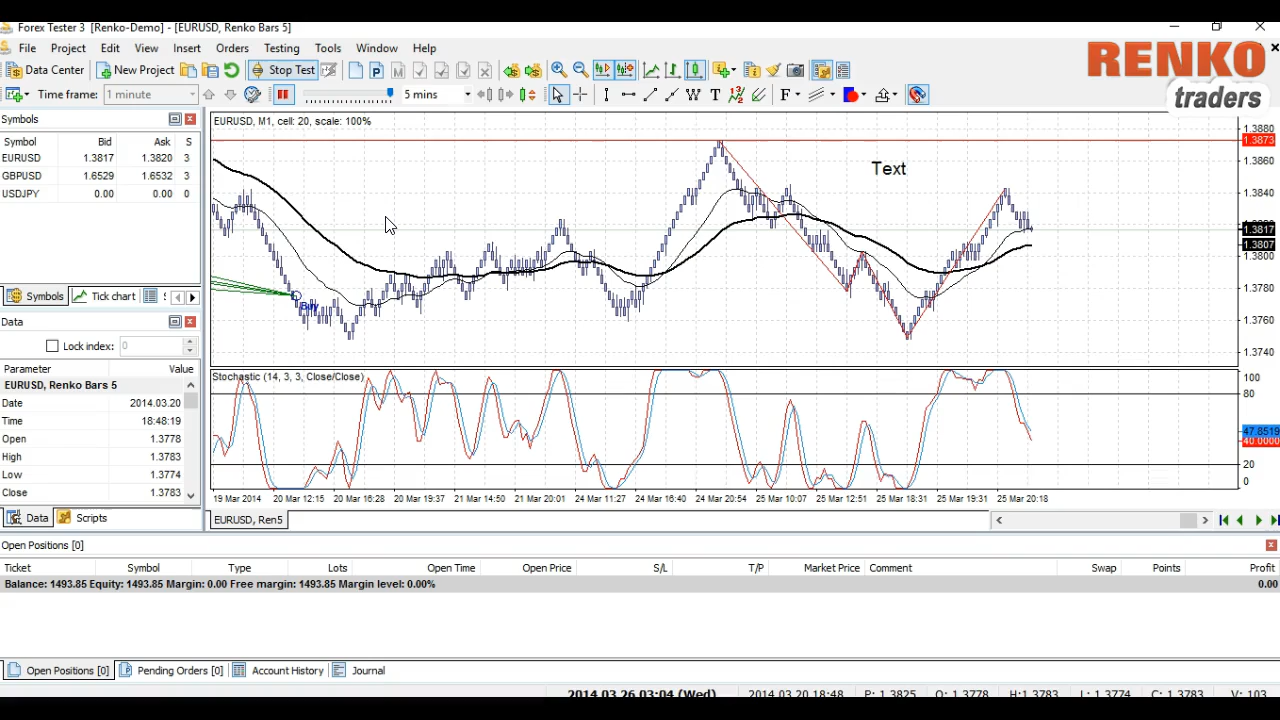 Forex Tester 3 [Renko-Demo] - [EURUSD, Renko Bars 5]
File Project Edit View Insert Orders Testing Tools Window Help
RENKO
traders
Data Center New Project Stop Test
Time frame: 1 minute 5 mins
Symbols
Symbol Bid Ask S
EURUSD 1.3817 1.3820 3
GBPUSD 1.6529 1.6532 3
USDJPY 0.00 0.00 0
Symbols Tick chart
Data
Lock index: 0
Parameter Value
EURUSD, Renko Bars 5
Date 2014.03.20
Time 18:48:19
Open 1.3778
High 1.3783
Low 1.3774
Close 1.3783
Data Scripts
EURUSD, M1, cell: 20, scale: 100%
Text
Buy
1.3880
1.3873
1.3860
1.3840
1.3817
1.3807
1.3800
1.3780
1.3760
1.3740
Stochastic (14, 3, 3, Close/Close)
100
80
47.8519
40.0000
20
0
19 Mar 2014 20 Mar 12:15 20 Mar 16:28 20 Mar 19:37 21 Mar 14:50 21 Mar 20:01 24 Mar 11:27 24 Mar 16:40 24 Mar 20:54 25 Mar 10:07 25 Mar 12:51 25 Mar 18:31 25 Mar 19:31 25 Mar 20:18
EURUSD, Ren5
Open Positions [0]
Ticket Symbol Type Lots Open Time Open Price S/L T/P Market Price Comment Swap Points Profit
Balance: 1493.85 Equity: 1493.85 Margin: 0.00 Free margin: 1493.85 Margin level: 0.00% 0.00
Open Positions [0] Pending Orders [0] Account History Journal
2014.03.26 03:04 (Wed) 2014.03.20 18:48 P: 1.3825 O: 1.3778 H: 1.3783 L: 1.3774 C: 1.3783 V: 103